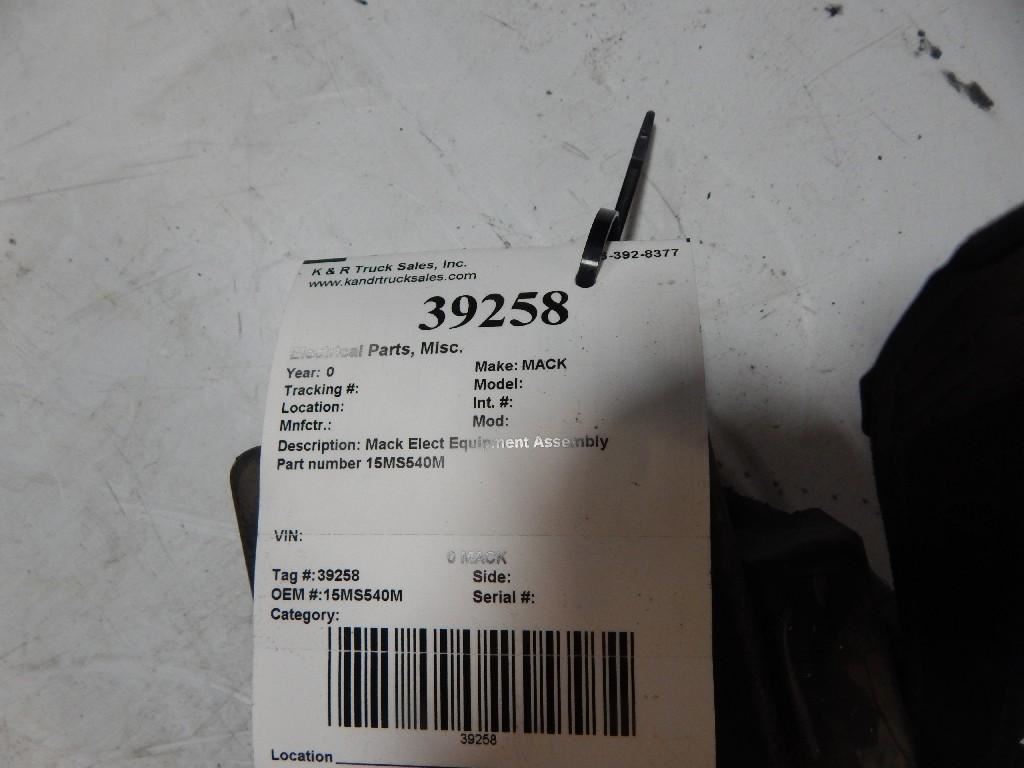 K & R Truck Sales, Inc. -392-8377
www.kandrtrucksales.com
39258
Electrical Parts, Misc.
Year: 0 Make: MACK
Tracking #: Model:
Location: Int. #:
Mnfctr.: Mod:
Description: Mack Elect Equipment Assembly
Part number 15MS540M
VIN:
0 MACK
Tag #:39258 Side:
OEM #:15MS540M Serial #:
Category:
39258
Location